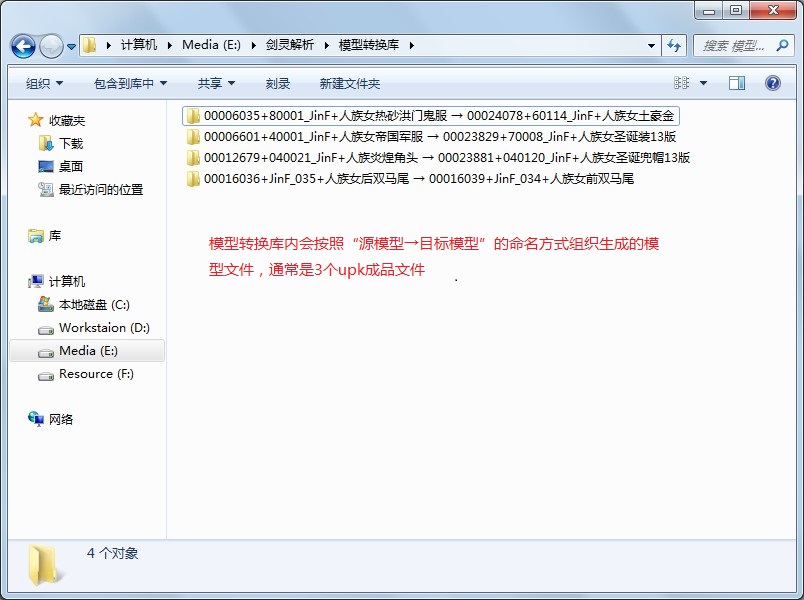 计算机 Media (E:) 剑灵解析 模型转换库
搜索 模型...
组织 包含到库中 共享 刻录 新建文件夹
收藏夹
下载
桌面
最近访问的位置
库
计算机
本地磁盘 (C:)
Workstaion (D:)
Media (E:)
Resource (F:)
网络
00006035+80001_JinF+人族女热砂洪门鬼服 → 00024078+60114_JinF+人族女土豪金
00006601+40001_JinF+人族女帝国军服 → 00023829+70008_JinF+人族女圣诞装13版
00012679+040021_JinF+人族炎煌角头 → 00023881+040120_JinF+人族女圣诞兜帽13版
00016036+JinF_035+人族女后双马尾 → 00016039+JinF_034+人族女前双马尾
模型转换库内会按照“源模型→目标模型”的命名方式组织生成的模
型文件，通常是3个upk成品文件
4 个对象